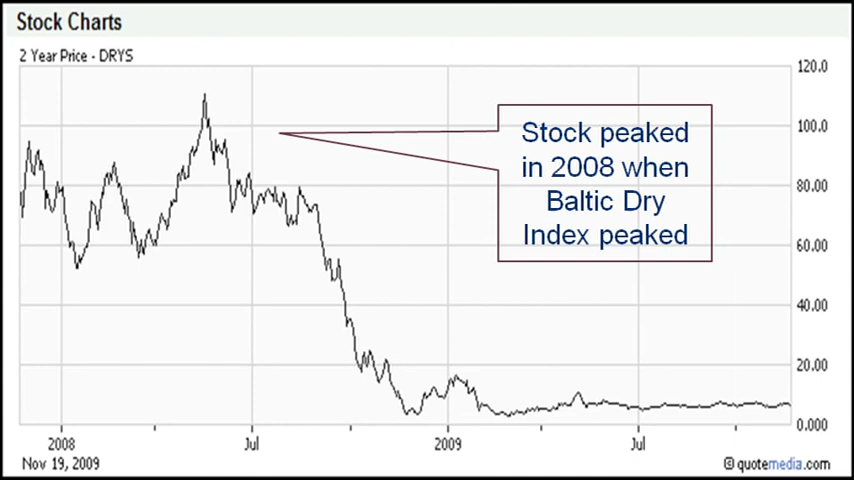 Stock Charts
2 Year Price - DRYS
120.0
Stock peaked
in 2008 when
Baltic Dry
Index peaked
100.0
80.00
60.00
40.00
20.00
0.000
2008 Jul 2009 Jul
Nov 19, 2009 © quotemedia.com